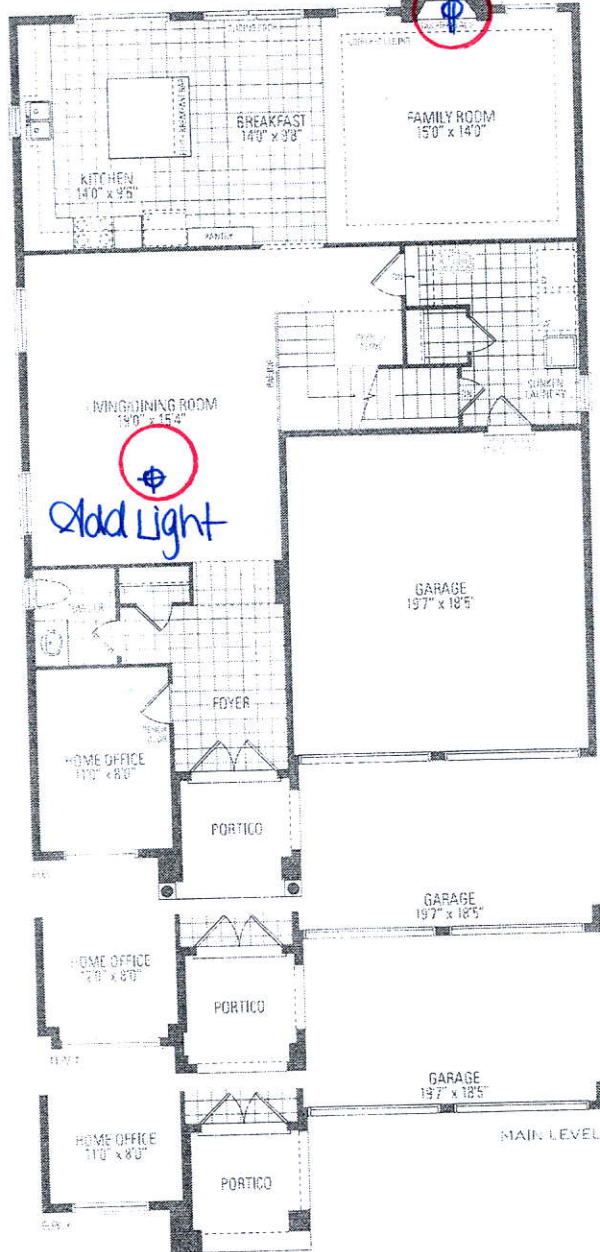 BREAKFAST
14'0" x 9'8"
FAMILY ROOM
15'0" x 14'0"
KITCHEN
14'0" x 9'6"
PANTRY
LIVING/DINING ROOM
19'0" x 15'4"
SUNKEN
LAUNDRY
Add Light
GARAGE
19'7" x 18'5"
FOYER
HOME OFFICE
11'0" x 8'0"
PORTICO
GARAGE
19'7" x 18'5"
HOME OFFICE
PORTICO
GARAGE
19'7" x 18'5"
MAIN LEVEL
HOME OFFICE
11'0" x 8'0"
PORTICO